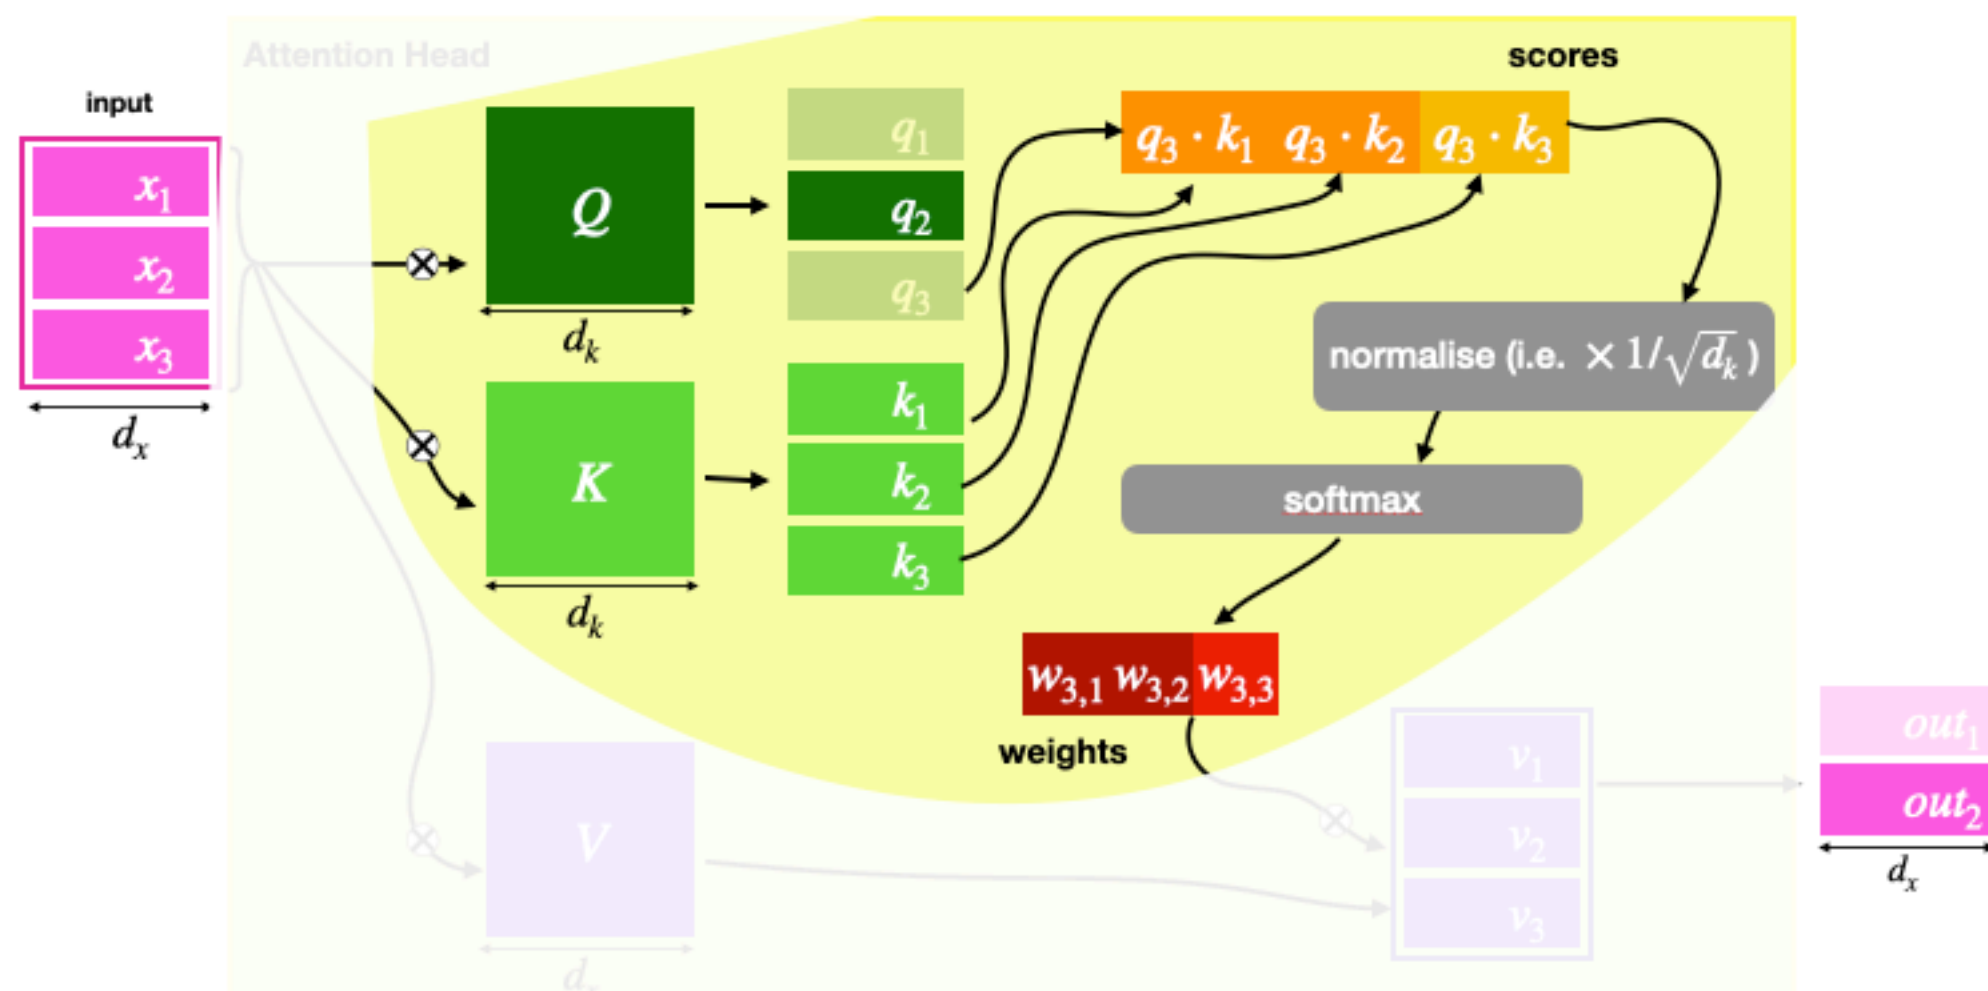 Attention Head
scores
input
x₁
x₂
x₃
dₓ
Q
dₖ
q₁
q₂
q₃
q₃ · k₁ q₃ · k₂ q₃ · k₃
normalise (i.e. × 1/√dₖ )
K
dₖ
k₁
k₂
k₃
softmax
w₃,₁ w₃,₂ w₃,₃
weights
V
v₁
v₂
v₃
out₁
out₂
dₓ